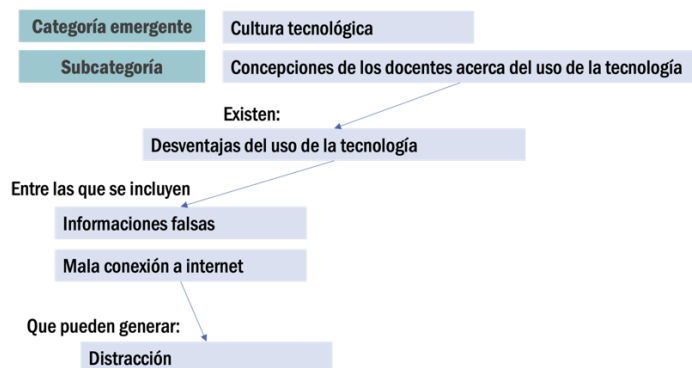 Categoría emergente
Cultura tecnológica
Subcategoría
Concepciones de los docentes acerca del uso de la tecnología
Existen:
Desventajas del uso de la tecnología
Entre las que se incluyen
Informaciones falsas
Mala conexión a internet
Que pueden generar:
Distracción